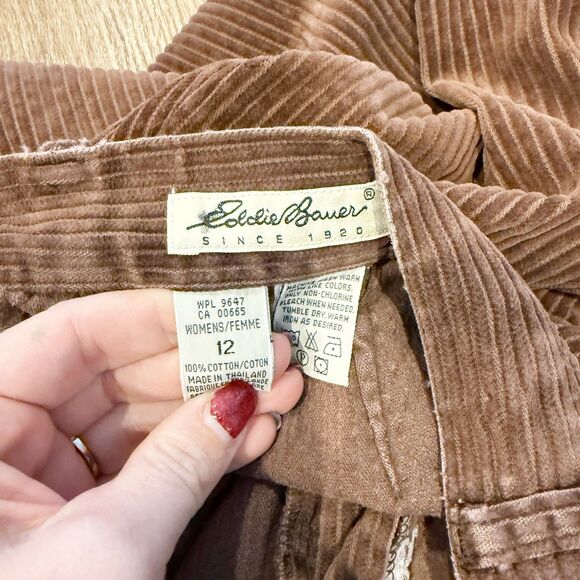 Eddie Bauer®
SINCE 1920
WPL 9647
CA 00665
WOMENS/FEMME
12
100% COTTON/COTON
MADE IN THAILAND
WARM
LIKE COLORS.
ONLY NON-CHLORINE
BLEACH WHEN NEEDED.
TUMBLE DRY. WARM
IRON AS DESIRED.